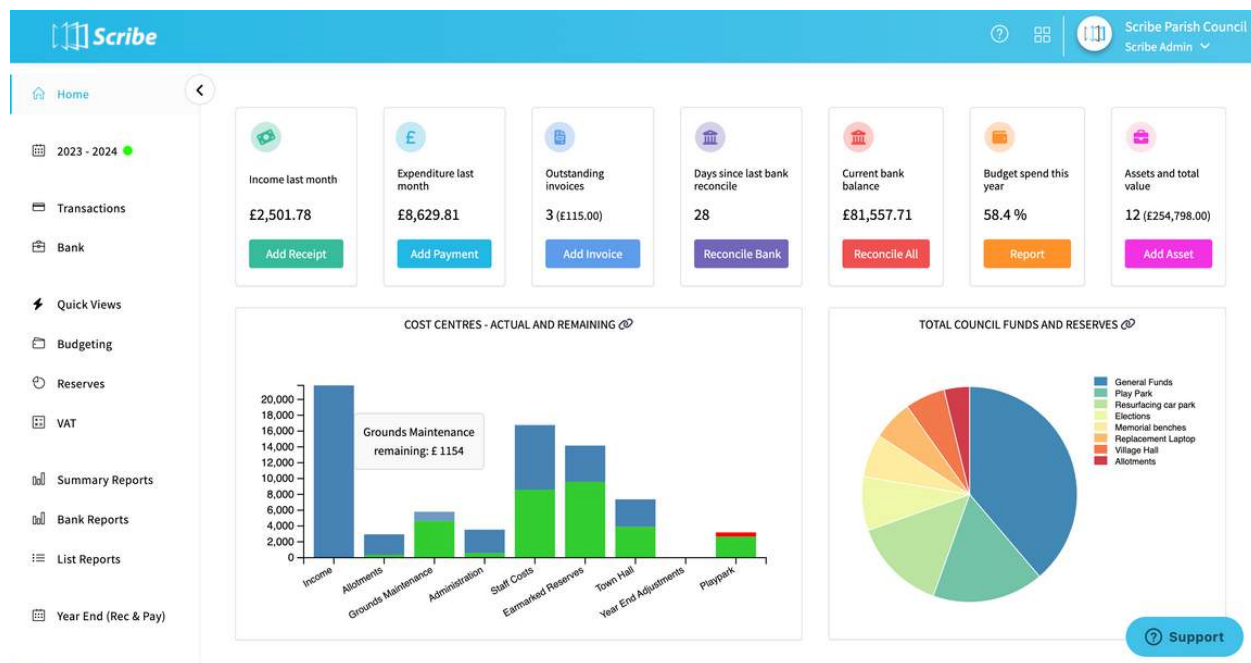 Scribe
Scribe Parish Council
Scribe Admin
Home
2023 - 2024
Transactions
Bank
Quick Views
Budgeting
Reserves
VAT
Summary Reports
Bank Reports
List Reports
Year End (Rec & Pay)
Income last month
£2,501.78
Add Receipt
£
Expenditure last
month
£8,629.81
Add Payment
Outstanding
invoices
3 (£115.00)
Add Invoice
Days since last bank
reconcile
28
Reconcile Bank
Current bank
balance
£81,557.71
Reconcile All
Budget spend this
year
58.4 %
Report
Assets and total
value
12 (£254,798.00)
Add Asset
COST CENTRES - ACTUAL AND REMAINING
20,000
18,000
16,000
14,000
12,000
10,000
8,000
6,000
4,000
2,000
0
Grounds Maintenance
remaining: £ 1154
Income
Allotments
Grounds Maintenance
Administration
Staff Costs
Earmarked Reserves
Town Hall
Year End Adjustments
Playpark
TOTAL COUNCIL FUNDS AND RESERVES
General Funds
Play Park
Resurfacing car park
Elections
Memorial benches
Replacement Laptop
Village Hall
Allotments
? Support